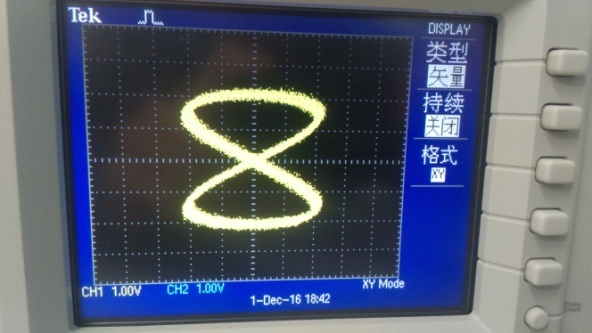 Tek
DISPLAY
类型
矢量
持续
关闭
格式
XY
CH1 1.00V
CH2 1.00V
XY Mode
1-Dec-16 18:42